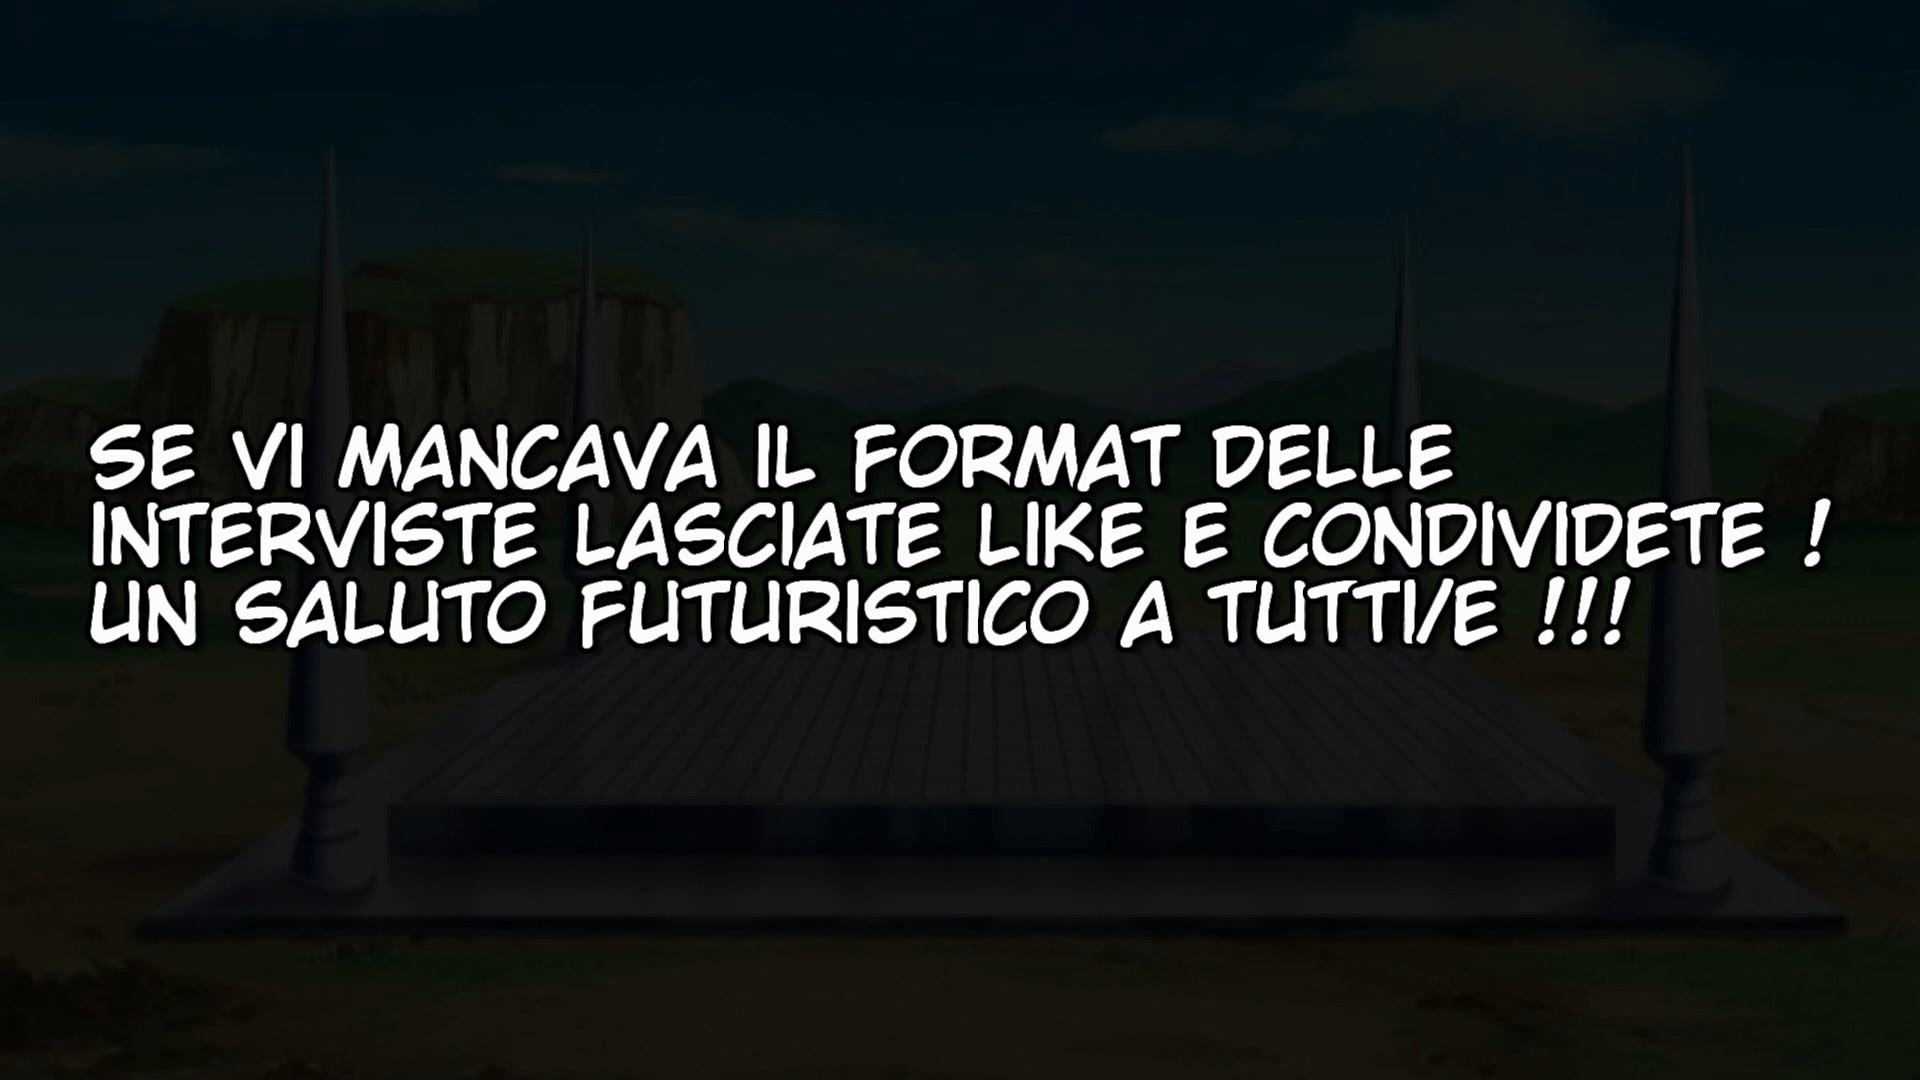 SE VI MANCAVA IL FORMAT DELLE
INTERVISTE LASCIATE LIKE E CONDIVIDETE !
UN SALUTO FUTURISTICO A TUTTI/E !!!